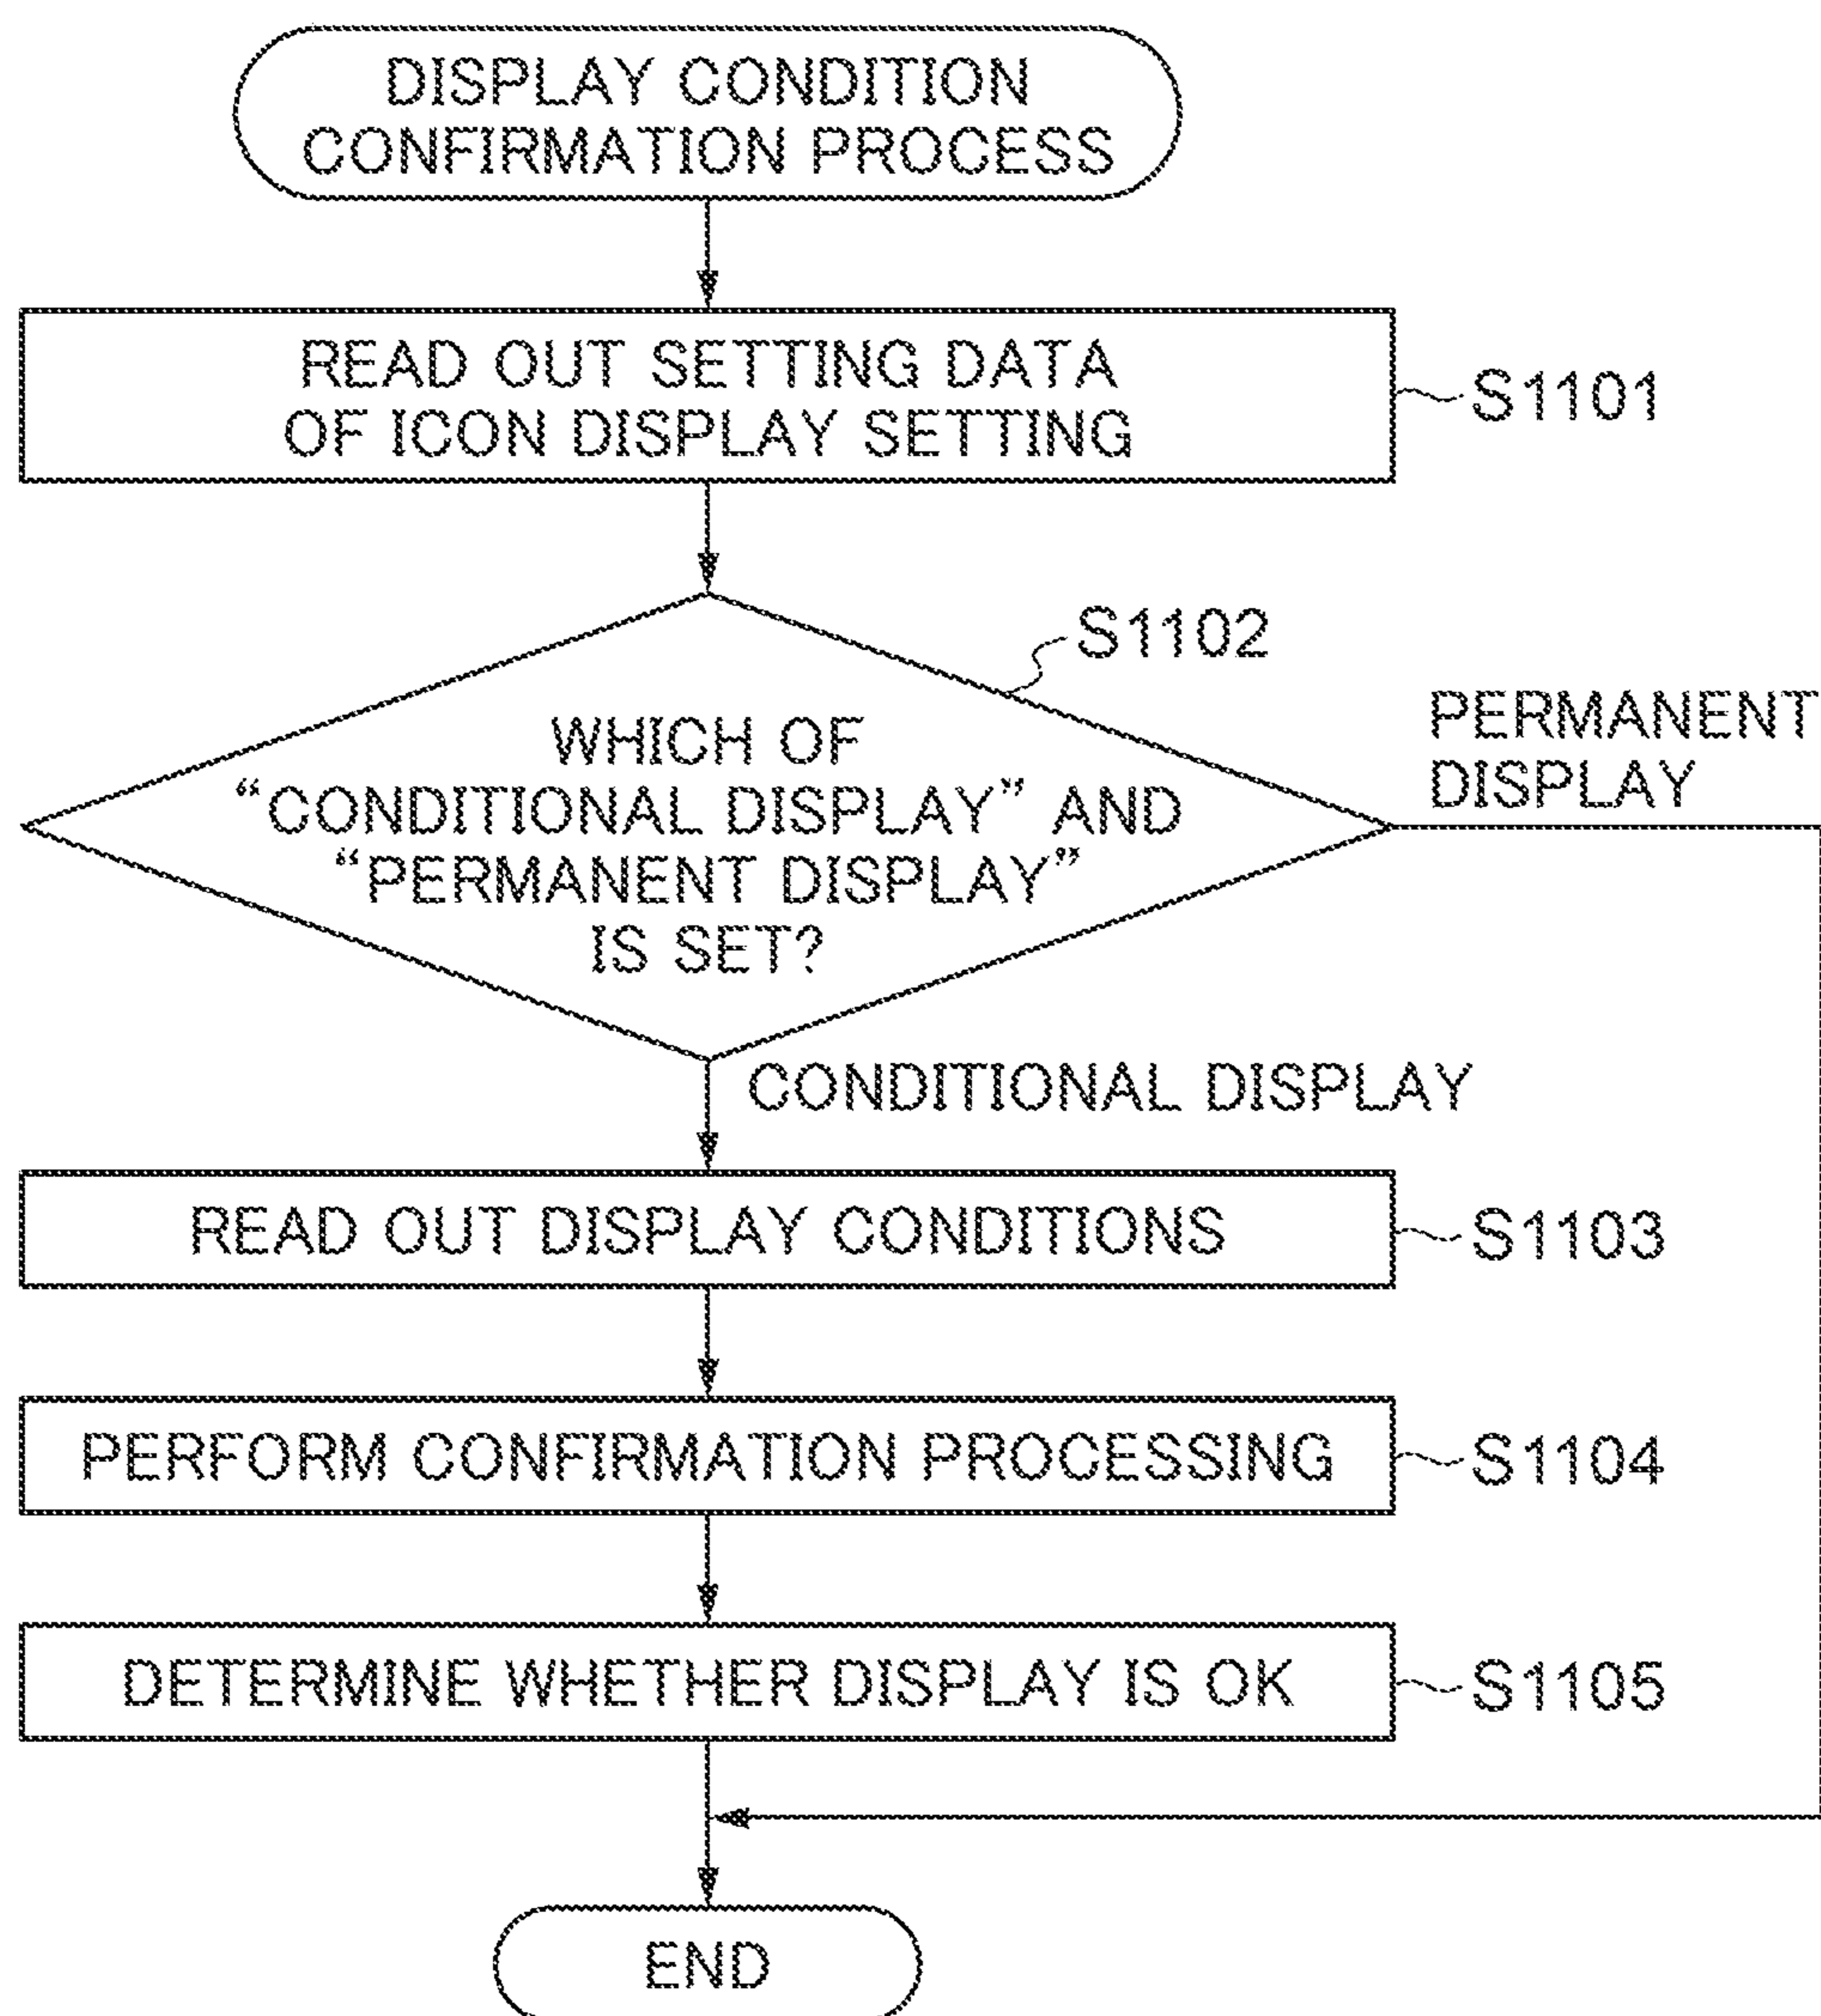 DISPLAY CONDITION
CONFIRMATION PROCESS
READ OUT SETTING DATA
OF ICON DISPLAY SETTING
S1101
S1102
WHICH OF
“CONDITIONAL DISPLAY” AND
“PERMANENT DISPLAY”
IS SET?
PERMANENT
DISPLAY
CONDITIONAL DISPLAY
READ OUT DISPLAY CONDITIONS
S1103
PERFORM CONFIRMATION PROCESSING
S1104
DETERMINE WHETHER DISPLAY IS OK
S1105
END